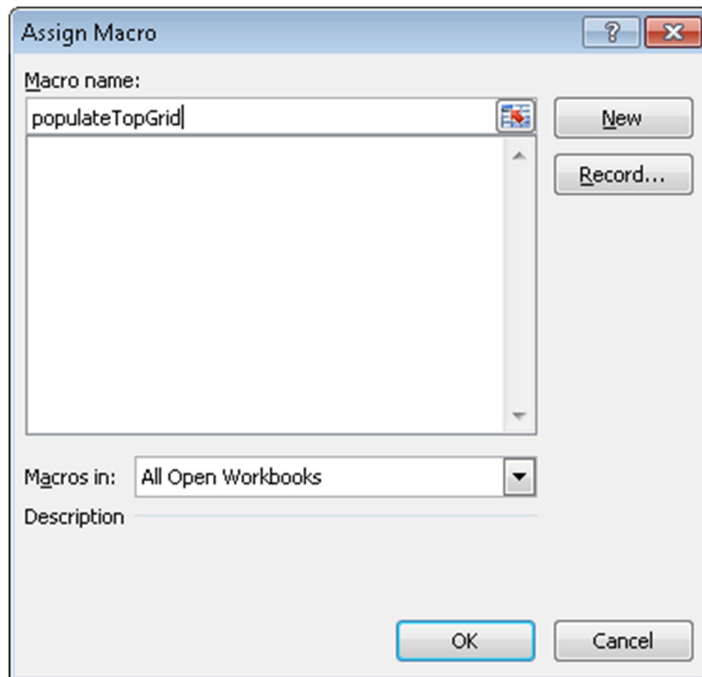 Assign Macro
Macro name:
populateTopGrid
New
Record...
Macros in: All Open Workbooks
Description
OK Cancel